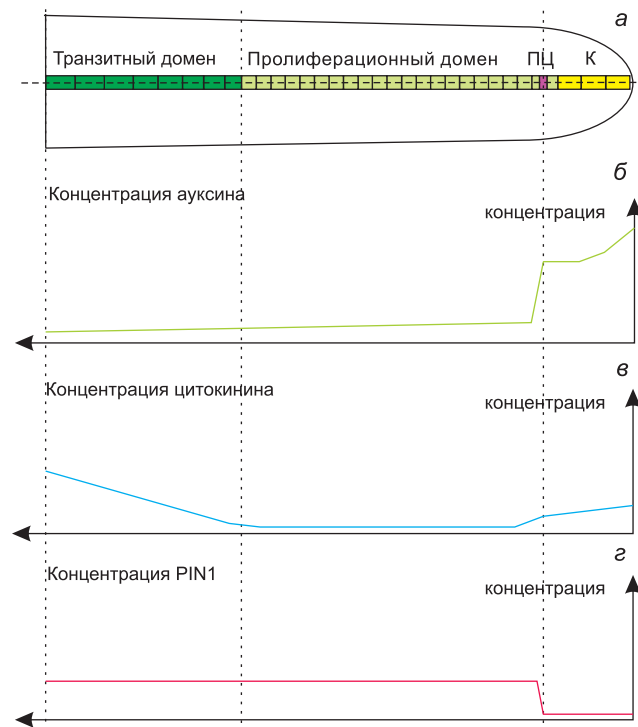 а
Транзитный домен Пролиферационный домен ПЦ К
б
Концентрация ауксина
концентрация
в
Концентрация цитокинина
концентрация
г
Концентрация PIN1
концентрация